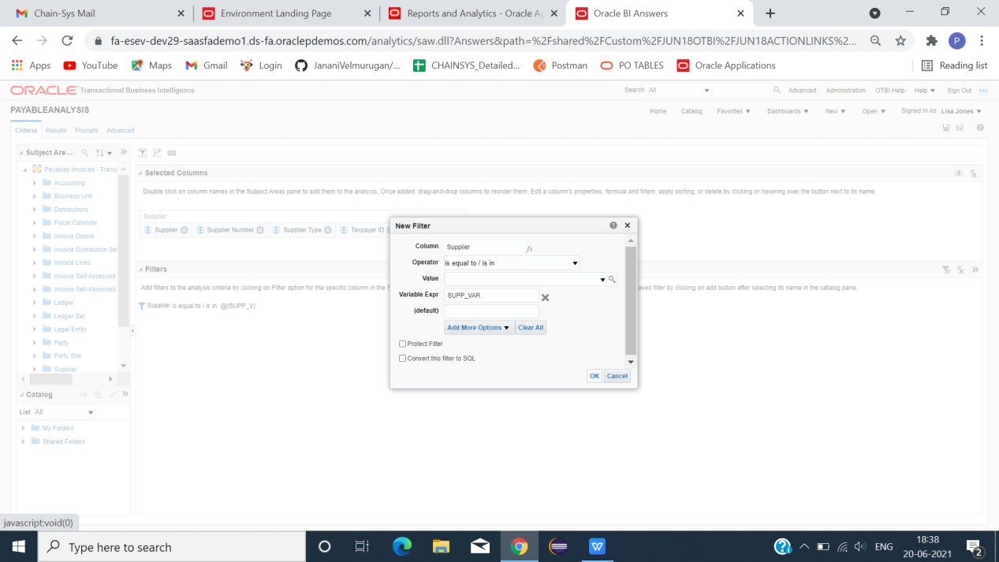 Chain-Sys Mail
Environment Landing Page
Reports and Analytics - Oracle Ap
Oracle BI Answers
fa-esev-dev29-saasfademo1.ds-fa.oraclepdemos.com/analytics/saw.dll?Answers&path=%2Fshared%2FCustom%2FJUN18OTBI%2FJUN18ACTIONLINKS%2...
P
Apps
YouTube
Maps
Gmail
Login
JananiVelmurugan/...
CHAINSYS_Detailed...
Postman
PO TABLES
Oracle Applications
Reading list
ORACLE Transactional Business Intelligence
Search All
Advanced
Administration
OTBI Help
Help
Sign Out
PAYABLEANALYSIS
Home
Catalog
Favorites
Dashboards
New
Open
Signed In As Lisa Jones
Criteria
Results
Prompts
Advanced
Subject Are...
Payables Invoices - Transa
Accounting
Business Unit
Distributions
Fiscal Calendar
Invoice Details
Invoice Distribution Se
Invoice Lines
Invoice Self-Assessed
Invoice Self-Assessed
Ledger
Ledger Set
Legal Entity
Party
Party Site
Supplier
Catalog
List All
My Folders
Shared Folders
Selected Columns
Double click on column names in the Subject Areas pane to add them to the analysis. Once added, drag-and-drop columns to reorder them. Edit a column's properties, formula and filters, apply sorting, or delete by clicking or hovering over the button next to its name.
Supplier
Supplier
Supplier Number
Supplier Type
Taxpayer ID
Filters
Add filters to the analysis criteria by clicking on Filter option for the specific column in the S
aved filter by clicking on add button after selecting its name in the catalog pane.
Supplier is equal to / is in @{SUPP_V}
New Filter
Column Supplier
fx
Operator is equal to / is in
Value
Variable Expr SUPP_VAR
(default)
Add More Options
Clear All
Protect Filter
Convert this filter to SQL
OK
Cancel
javascript:void(0)
Type here to search
W
ENG
18:38
20-06-2021
2